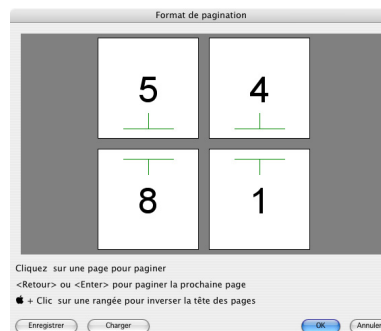 Format de pagination
5 4
8 1
Cliquez sur une page pour paginer
<Retour> ou <Enter> pour paginer la prochaine page
 + Clic sur une rangée pour inverser la tête des pages
Enregistrer Charger OK Annuler